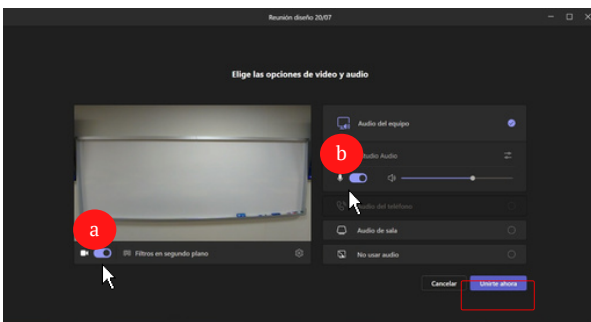 Reunión diseño 20/07
Elige las opciones de video y audio
Audio del equipo
b
tudio Audio
Audio del teléfono
a
Audio de sala
Filtros en segundo plano
No usar audio
Cancelar
Unirte ahora